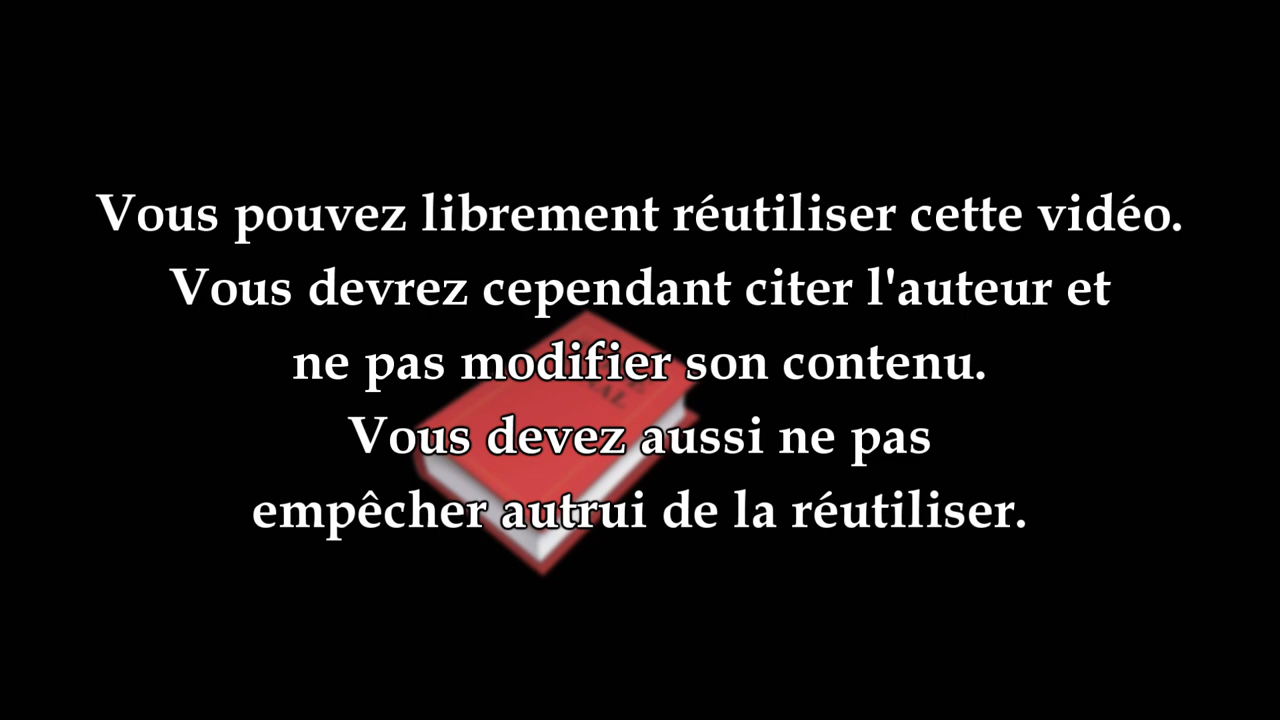 Vous pouvez librement réutiliser cette vidéo.
Vous devrez cependant citer l'auteur et
ne pas modifier son contenu.
Vous devez aussi ne pas
empêcher autrui de la réutiliser.